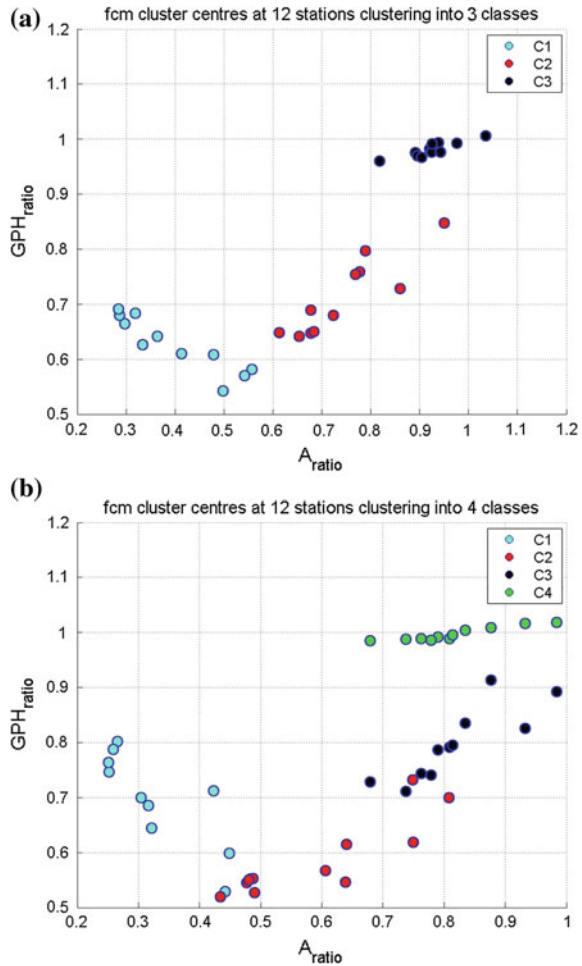 (a)
fcm cluster centres at 12 stations clustering into 3 classes
1.2
1.1
1
0.9
0.8
0.7
0.6
0.5
GPHratio
C1
C2
C3
0.2 0.3 0.4 0.5 0.6 0.7 0.8 0.9 1 1.1 1.2
Aratio
(b)
fcm cluster centres at 12 stations clustering into 4 classes
1.2
1.1
1
0.9
0.8
0.7
0.6
0.5
GPHratio
C1
C2
C3
C4
0.2 0.3 0.4 0.5 0.6 0.7 0.8 0.9 1
Aratio